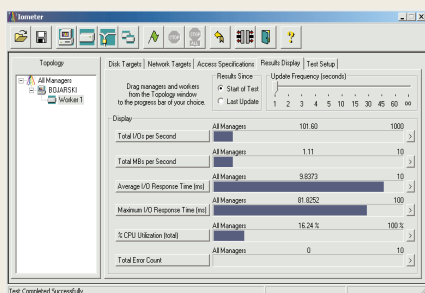 Iometer
STOP
STOP ALL
Topology
All Managers
BOJARSKI
Worker 1
Disk Targets | Network Targets | Access Specifications | Results Display | Test Setup
Drag managers and workers
from the Topology window
to the progress bar of your choice.
Results Since
Start of Test
Last Update
Update Frequency (seconds)
1 2 3 4 5 10 15 30 45 60 ∞
Display
All Managers 101.60 1000
Total I/Os per Second >
All Managers 1.11 10
Total MBs per Second >
All Managers 9.8373 10
Average I/O Response Time (ms) >
All Managers 81.8252 100
Maximum I/O Response Time (ms) >
All Managers 16.24 % 100 %
% CPU Utilization (total) >
All Managers 0 10
Total Error Count >
Test Completed Successfully